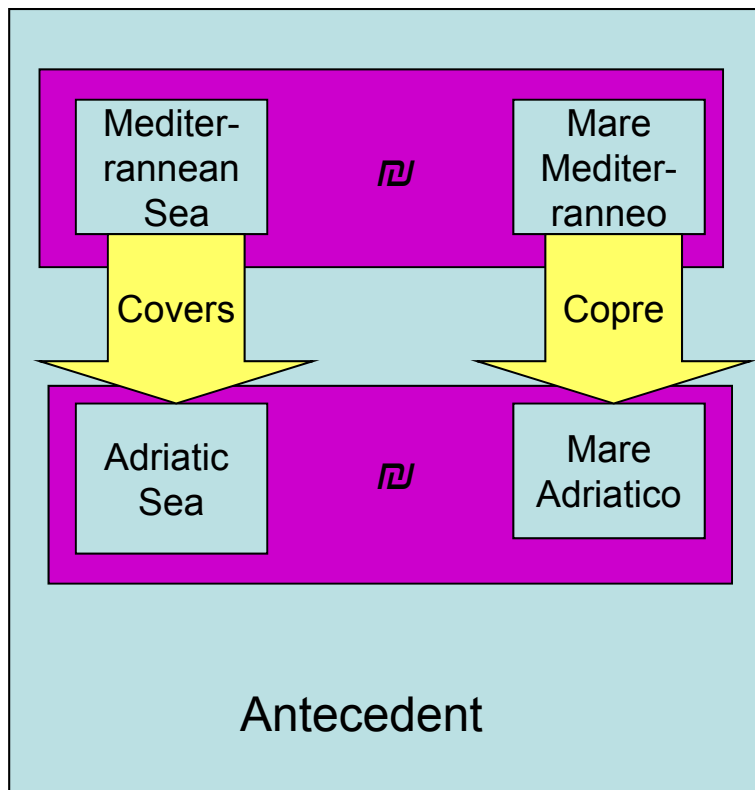 Mediter-
rannean
Sea
₪
Mare
Mediter-
ranneo
Covers
Copre
Adriatic
Sea
₪
Mare
Adriatico
Antecedent